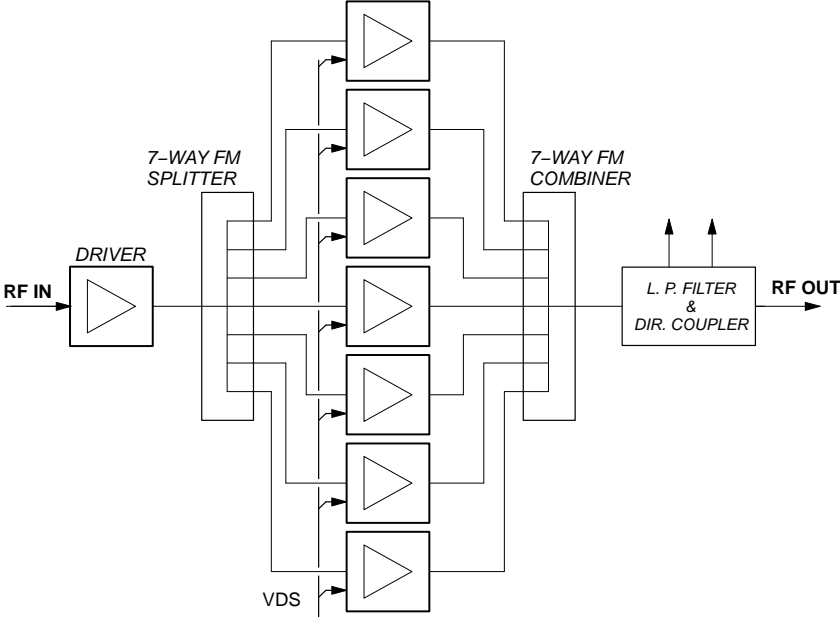 7–WAY FM
SPLITTER
7–WAY FM
COMBINER
DRIVER
RF IN
L. P. FILTER
&
DIR. COUPLER
RF OUT
VDS